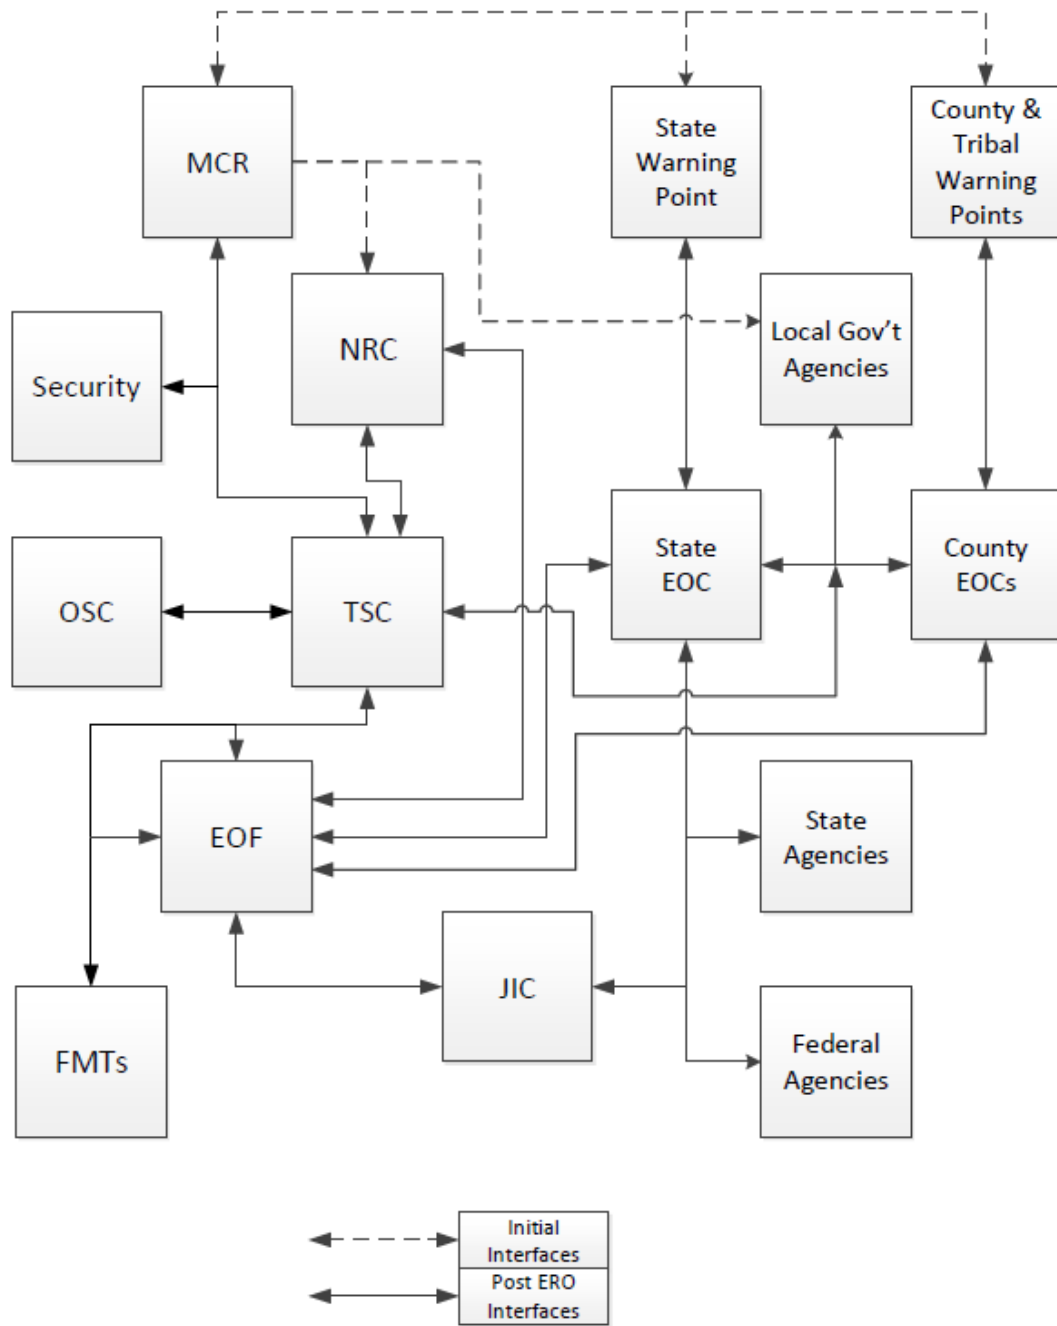 MCR
State
Warning
Point
County &
Tribal
Warning
Points
NRC
Local Gov't
Agencies
Security
OSC
TSC
State
EOC
County
EOCs
EOF
State
Agencies
JIC
FMTs
Federal
Agencies
Initial
Interfaces
Post ERO
Interfaces